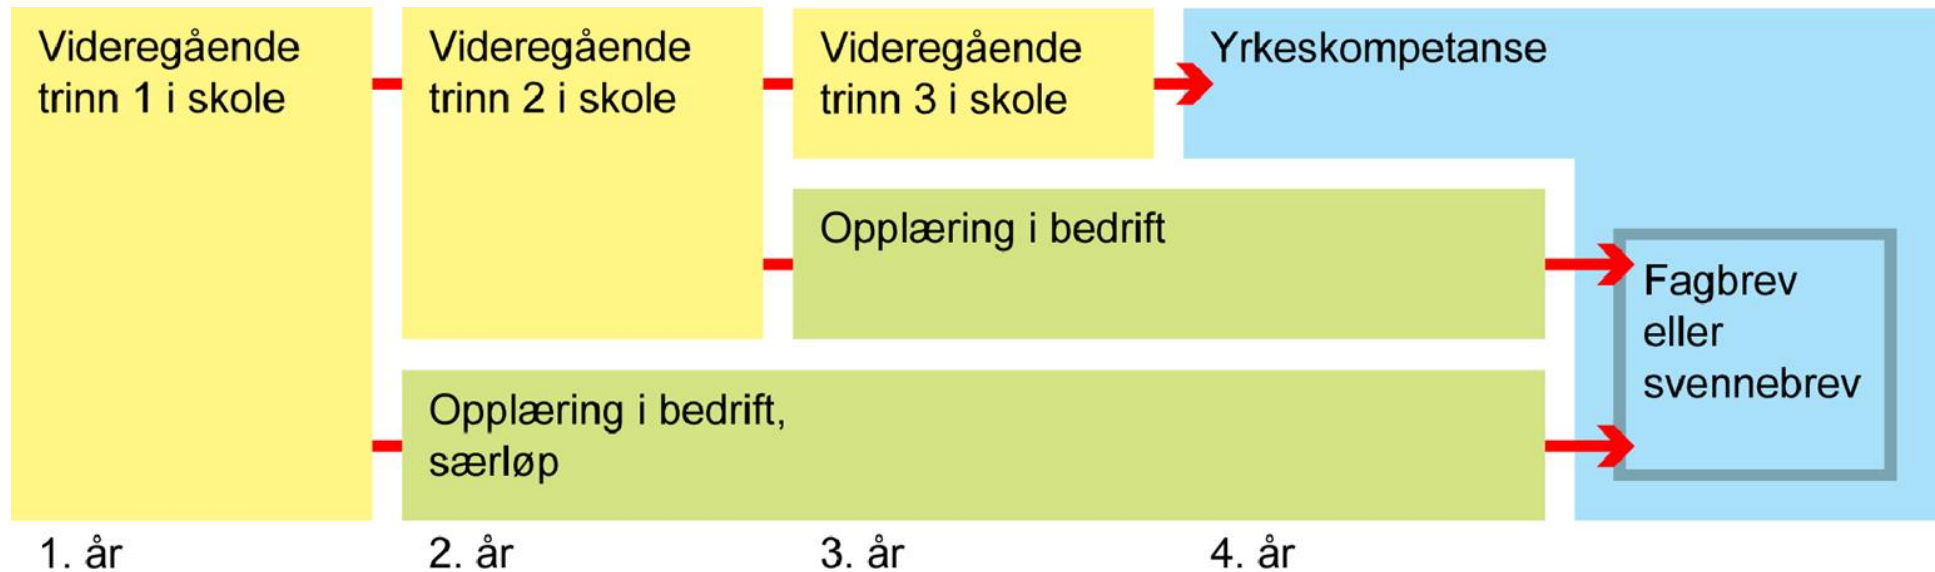 Videregående
trinn 1 i skole
Videregående
trinn 2 i skole
Videregående
trinn 3 i skole
Yrkeskompetanse
Opplæring i bedrift
Fagbrev
eller
svennebrev
Opplæring i bedrift,
særløp
1. år
2. år
3. år
4. år